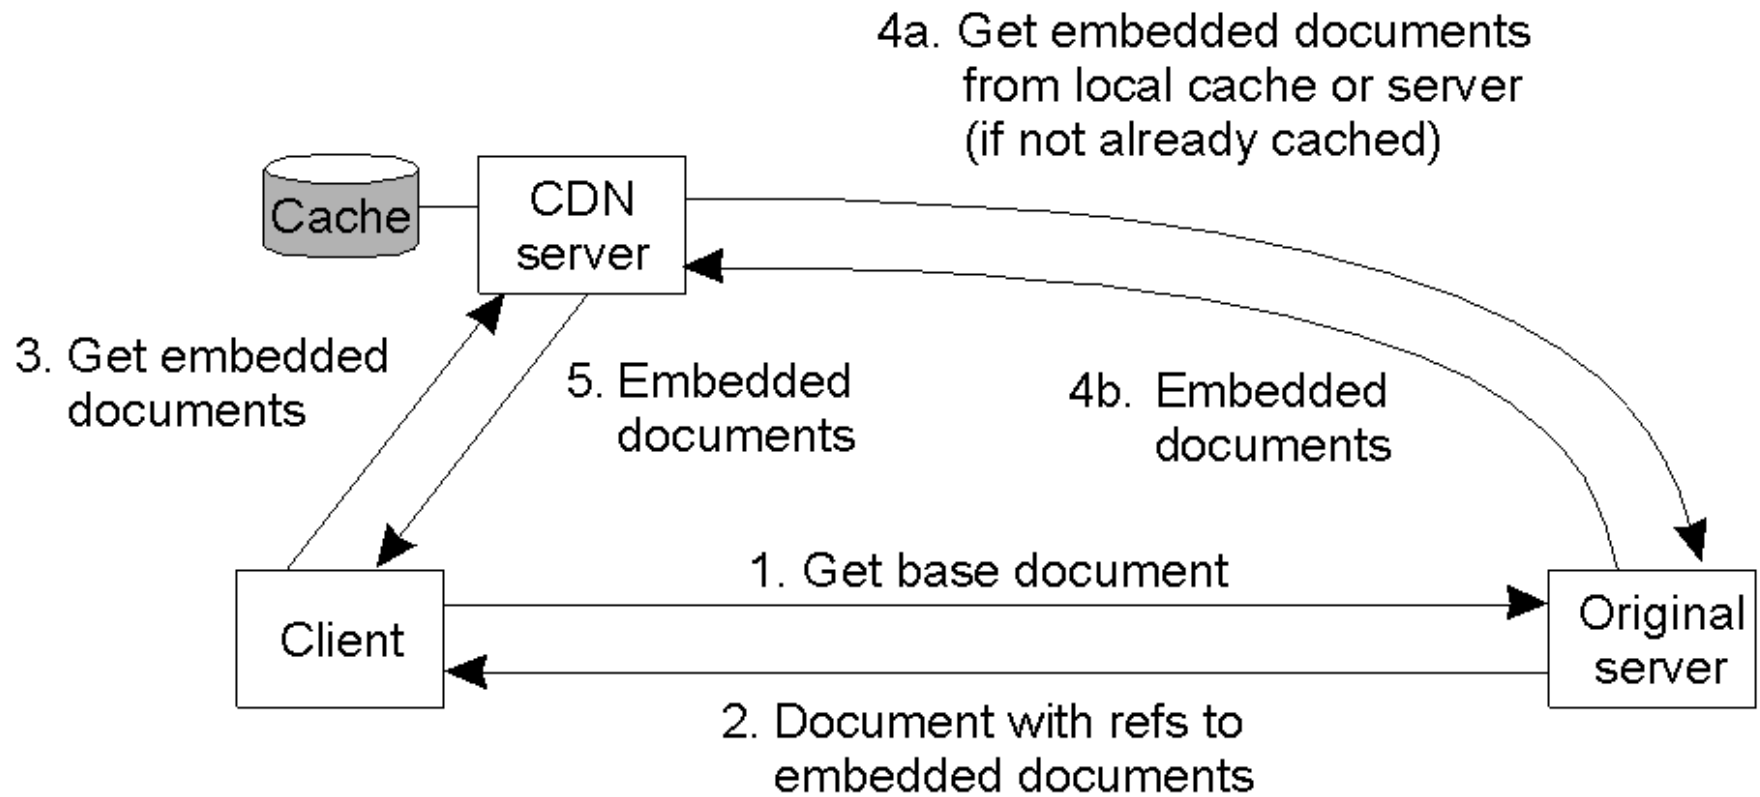 4a. Get embedded documents
from local cache or server
(if not already cached)
Cache
CDN
server
3. Get embedded
documents
5. Embedded
documents
4b. Embedded
documents
1. Get base document
Client
Original
server
2. Document with refs to
embedded documents